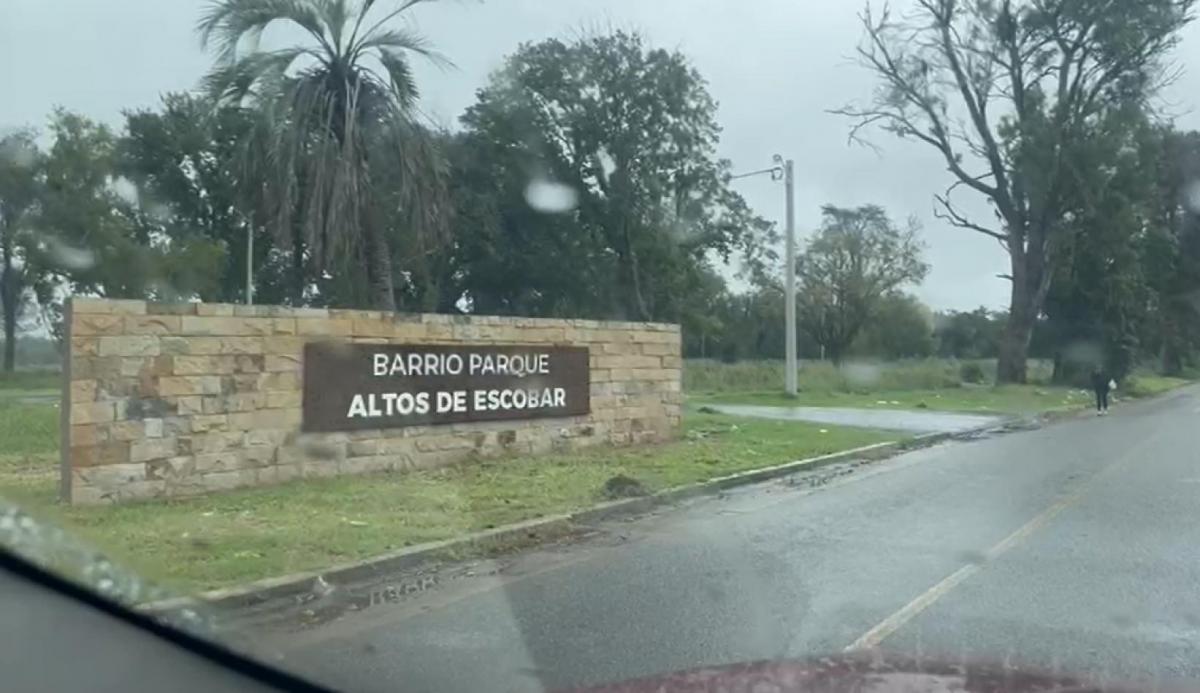 BARRIO PARQUE
ALTOS DE ESCOBAR